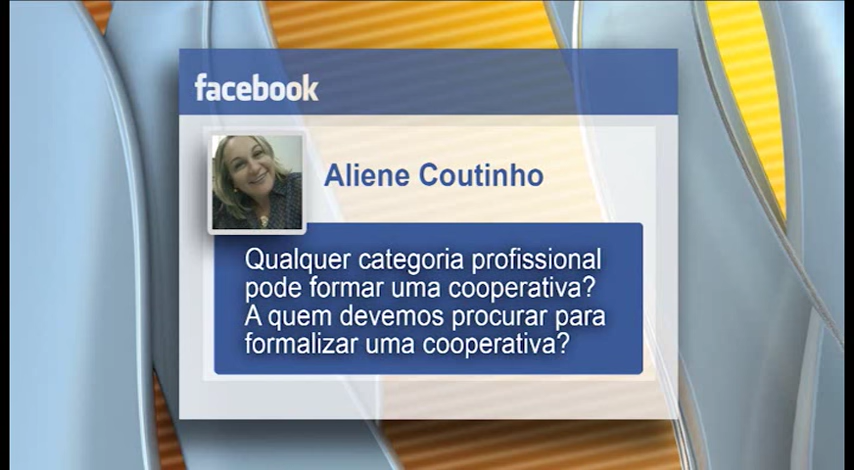 facebook
Aliene Coutinho
Qualquer categoria profissional
pode formar uma cooperativa?
A quem devemos procurar para
formalizar uma cooperativa?